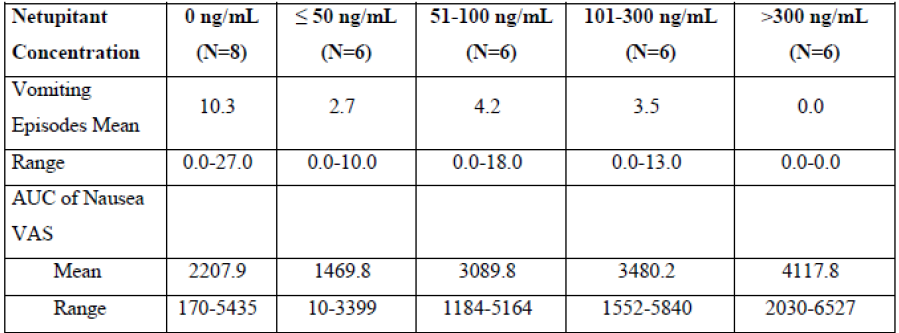 Netupitant Concentration 0 ng/mL (N=8) ≤ 50 ng/mL (N=6) 51-100 ng/mL (N=6) 101-300 ng/mL (N=6) >300 ng/mL (N=6)
Vomiting Episodes Mean 10.3 2.7 4.2 3.5 0.0
Range 0.0-27.0 0.0-10.0 0.0-18.0 0.0-13.0 0.0-0.0
AUC of Nausea VAS
Mean 2207.9 1469.8 3089.8 3480.2 4117.8
Range 170-5435 10-3399 1184-5164 1552-5840 2030-6527